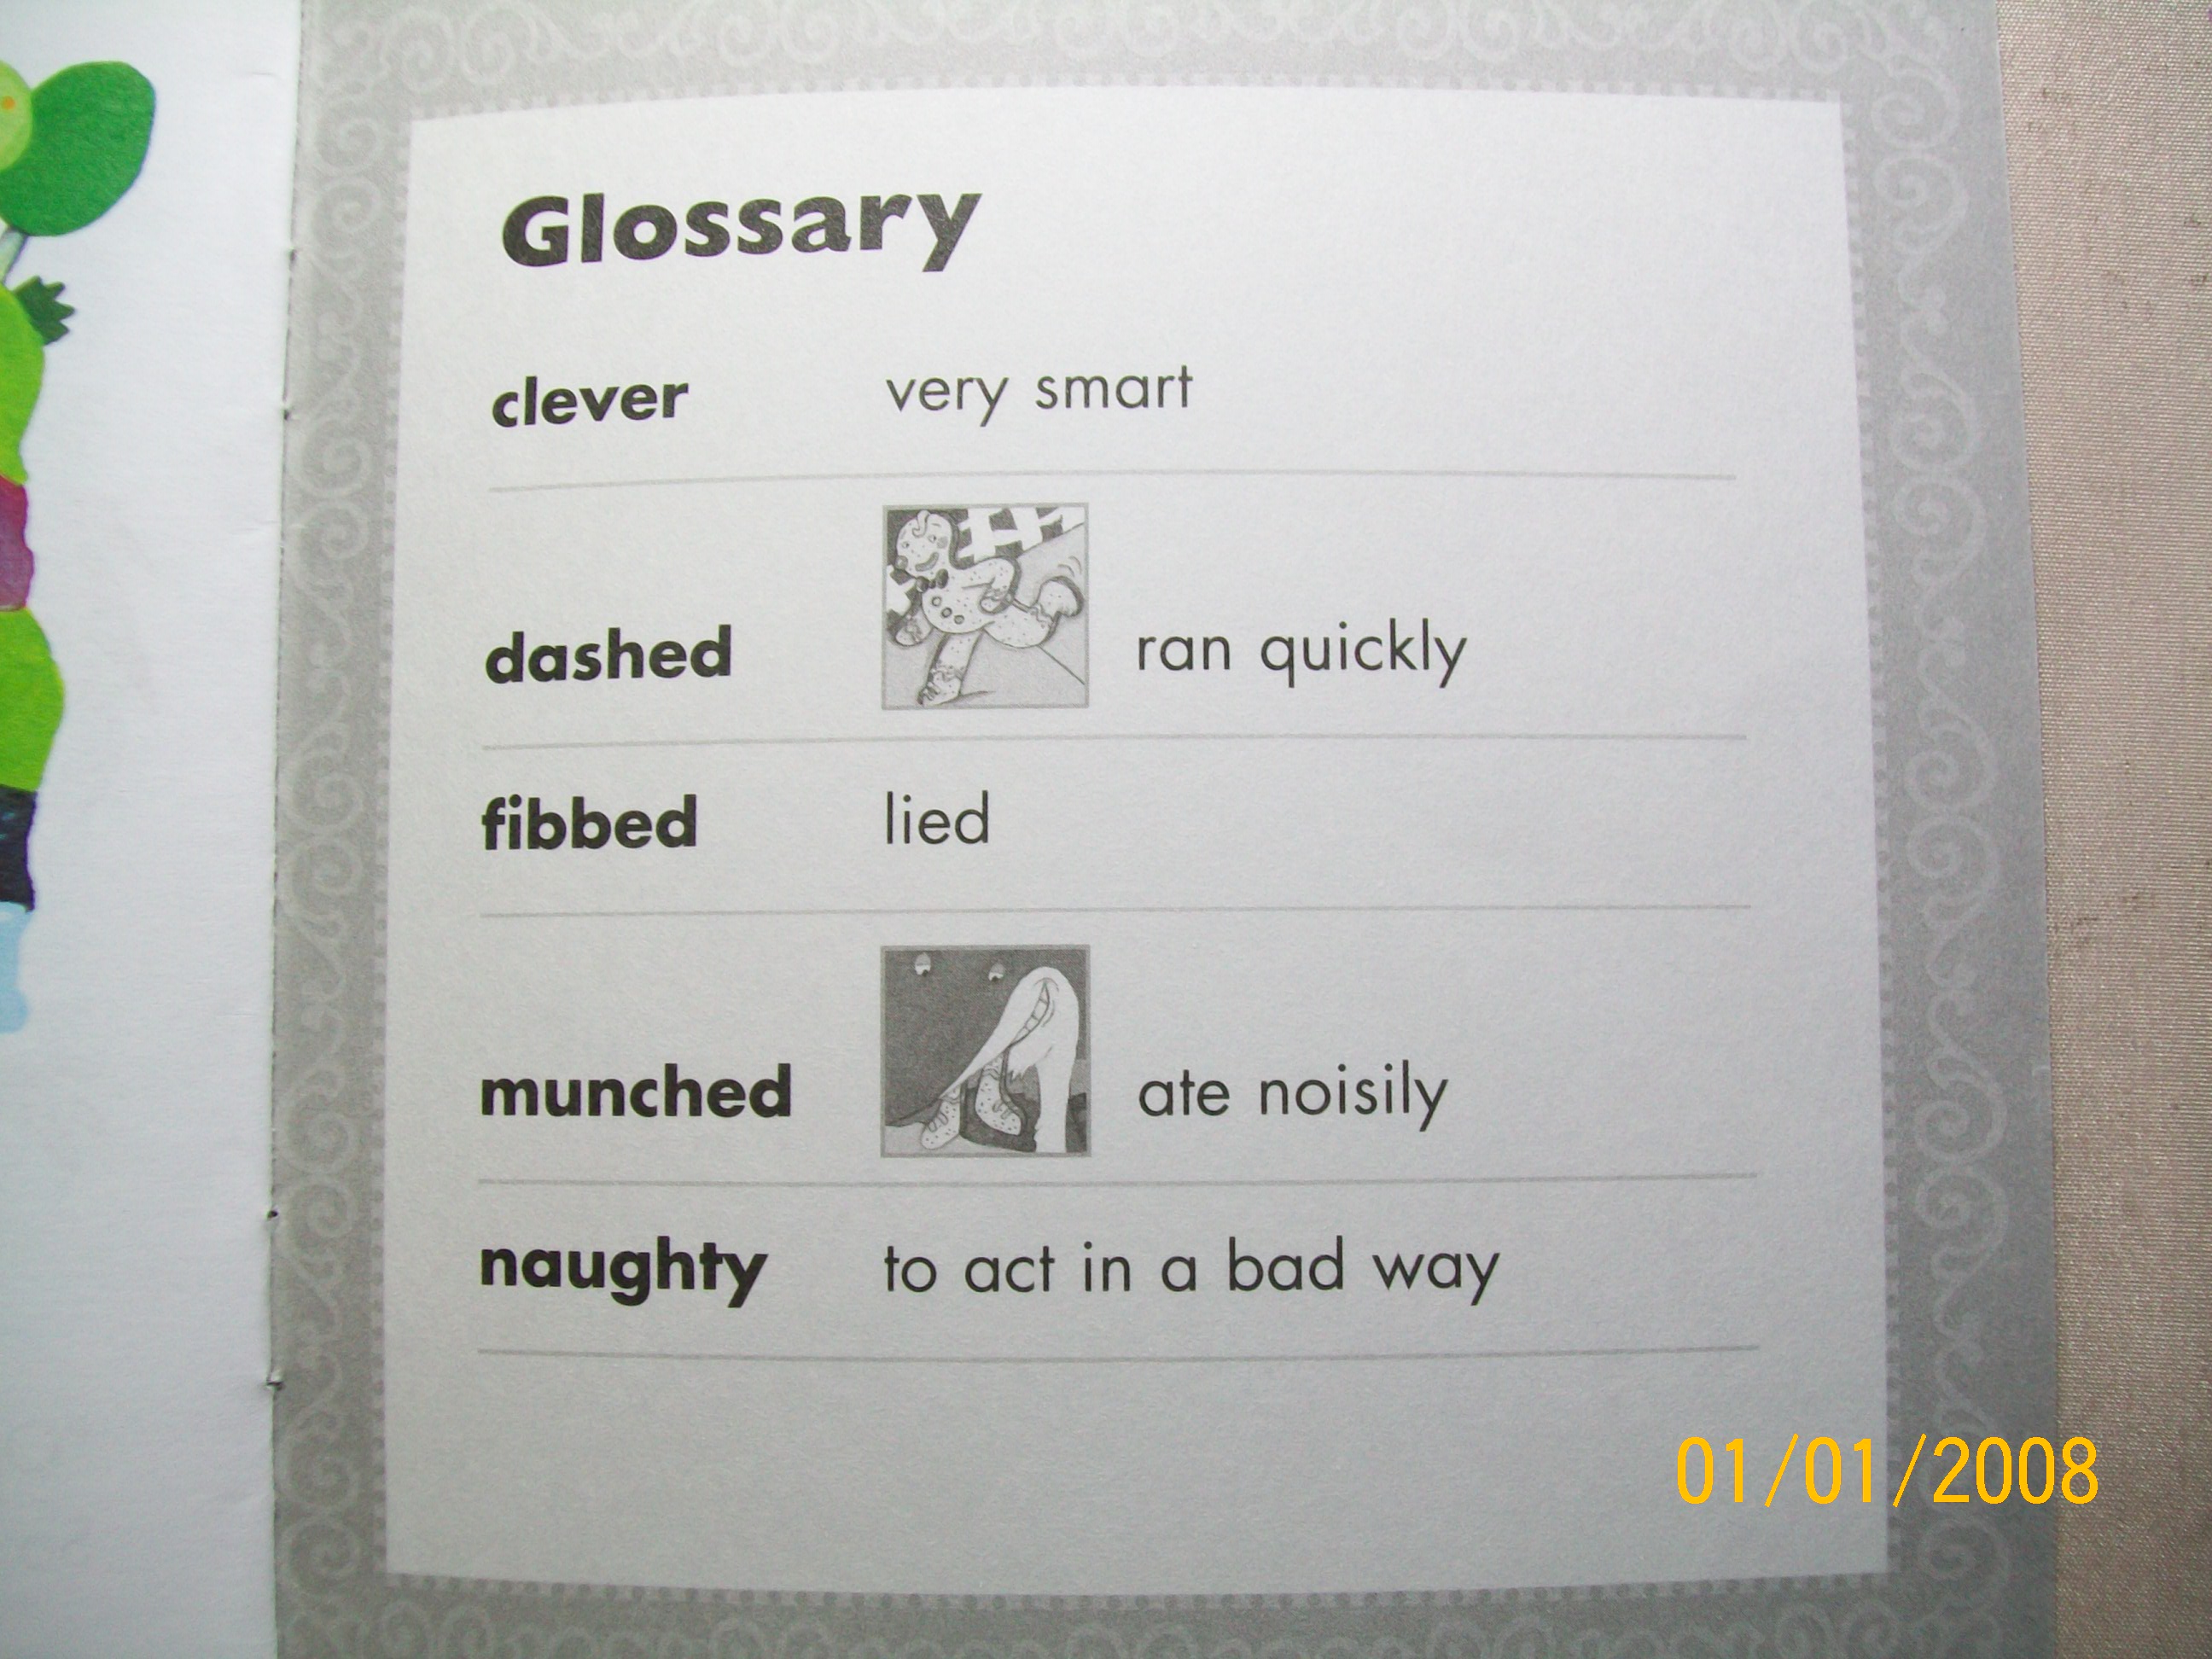 Glossary
clever very smart
dashed ran quickly
fibbed lied
munched ate noisily
naughty to act in a bad way
01/01/2008